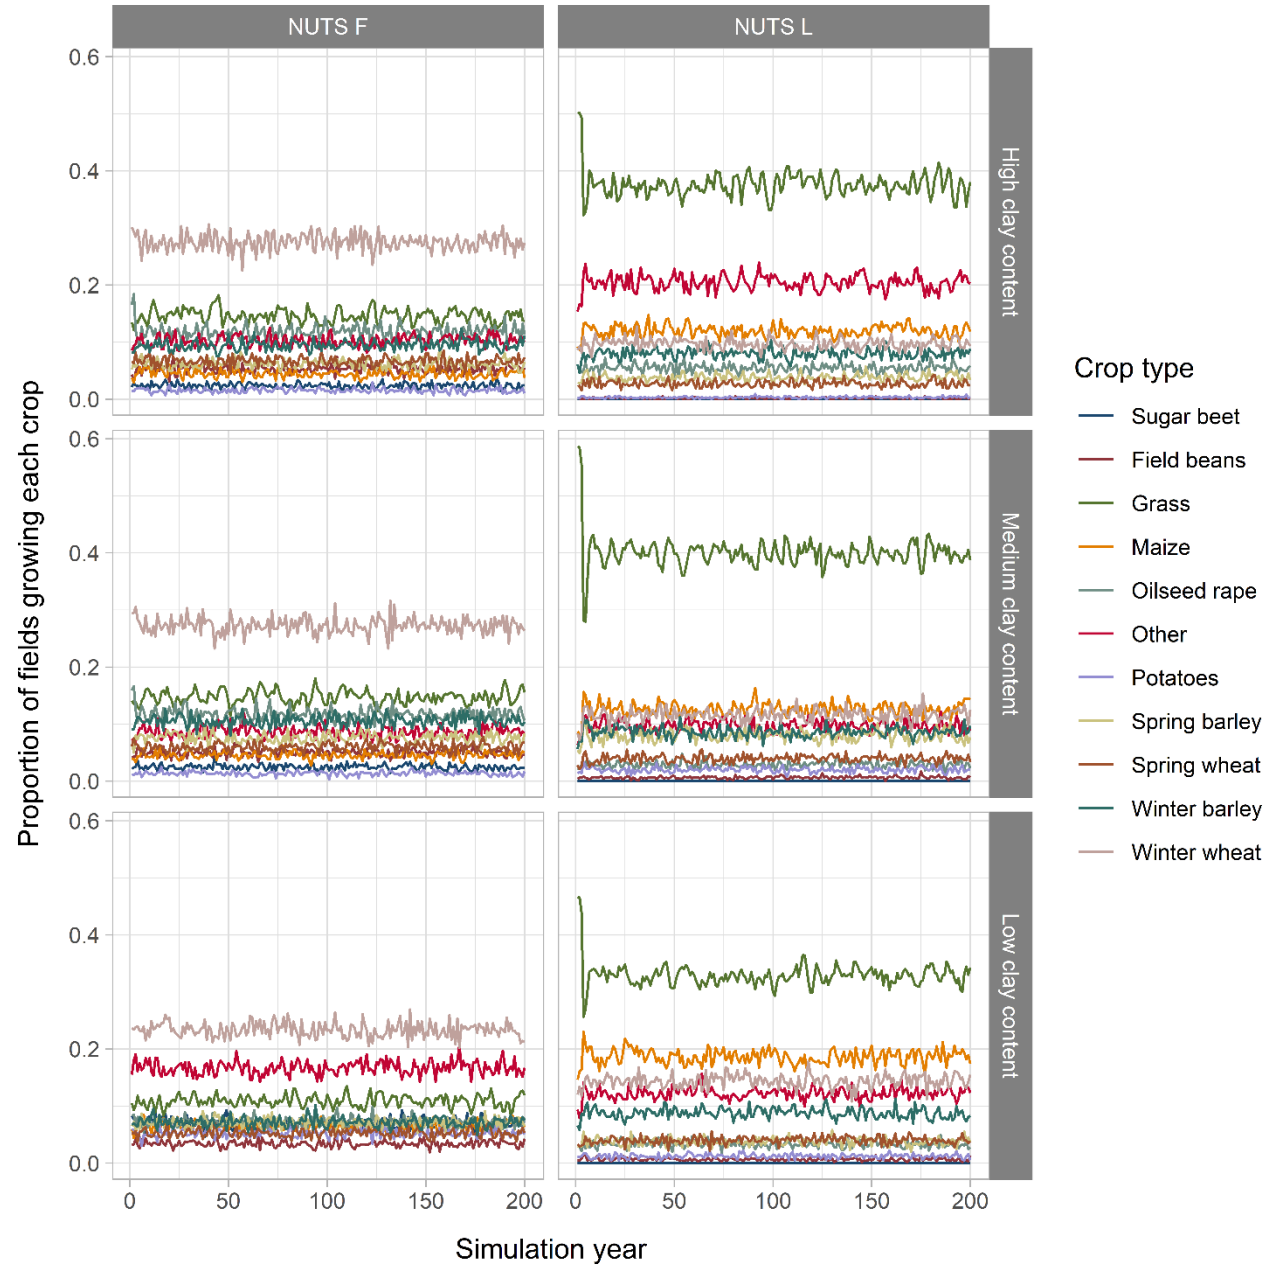 NUTS F
NUTS L
0.6
0.4
0.2
0.0
High clay content
0.6
0.4
0.2
0.0
Medium clay content
0.6
0.4
0.2
0.0
Low clay content
0
50
100
150
200
0
50
100
150
200
Simulation year
Proportion of fields growing each crop
Crop type
Sugar beet
Field beans
Grass
Maize
Oilseed rape
Other
Potatoes
Spring barley
Spring wheat
Winter barley
Winter wheat